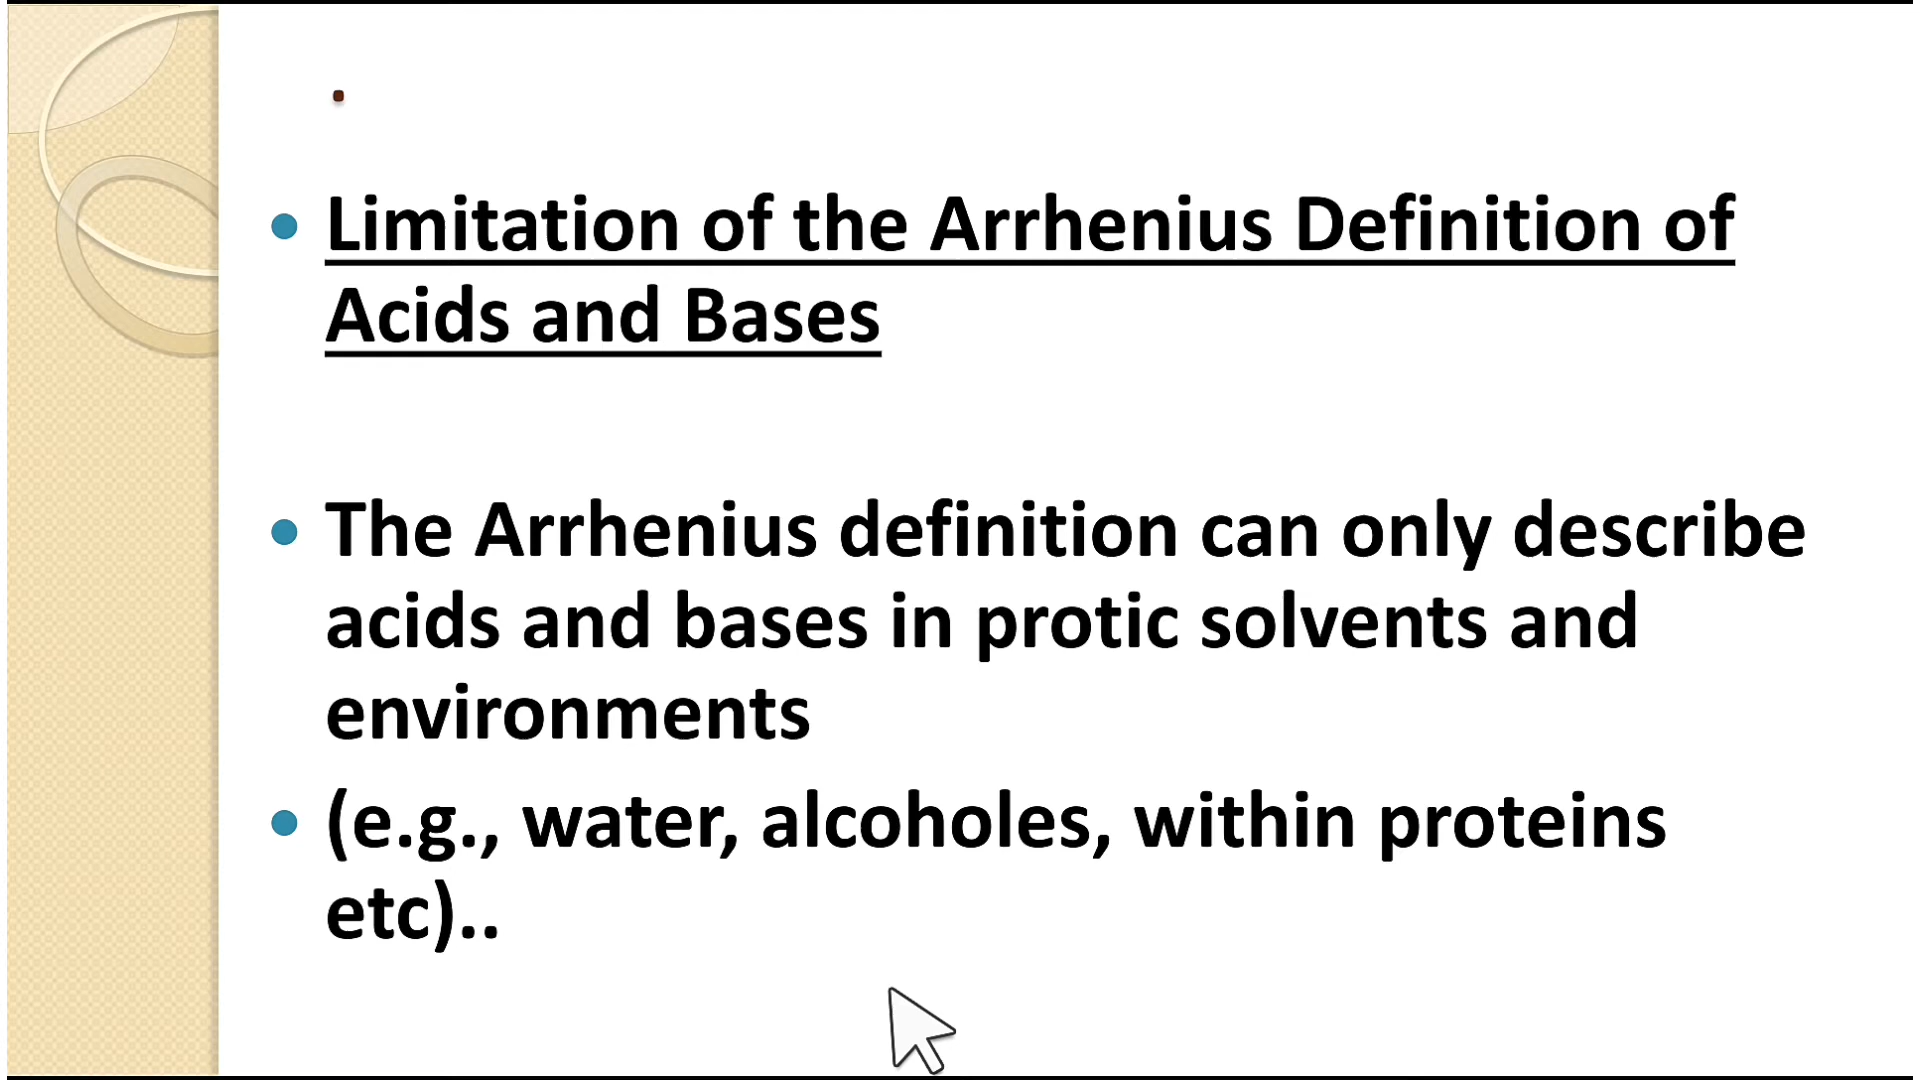 .
Limitation of the Arrhenius Definition of
Acids and Bases
The Arrhenius definition can only describe
acids and bases in protic solvents and
environments
(e.g., water, alcoholes, within proteins
etc)..